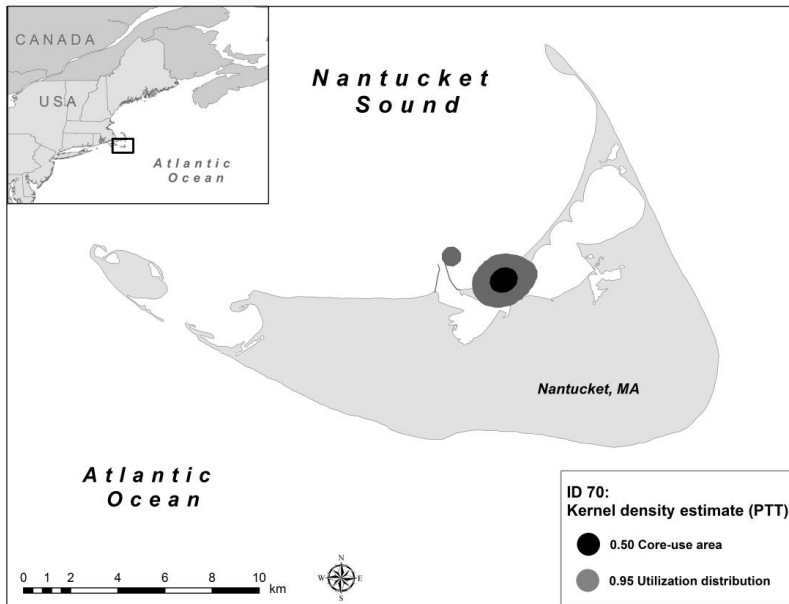 CANADA
USA
Atlantic
Ocean
Nantucket
Sound
Nantucket, MA
Atlantic
Ocean
0 1 2 4 6 8 10
km
N
W E
S
ID 70:
Kernel density estimate (PTT)
0.50 Core-use area
0.95 Utilization distribution